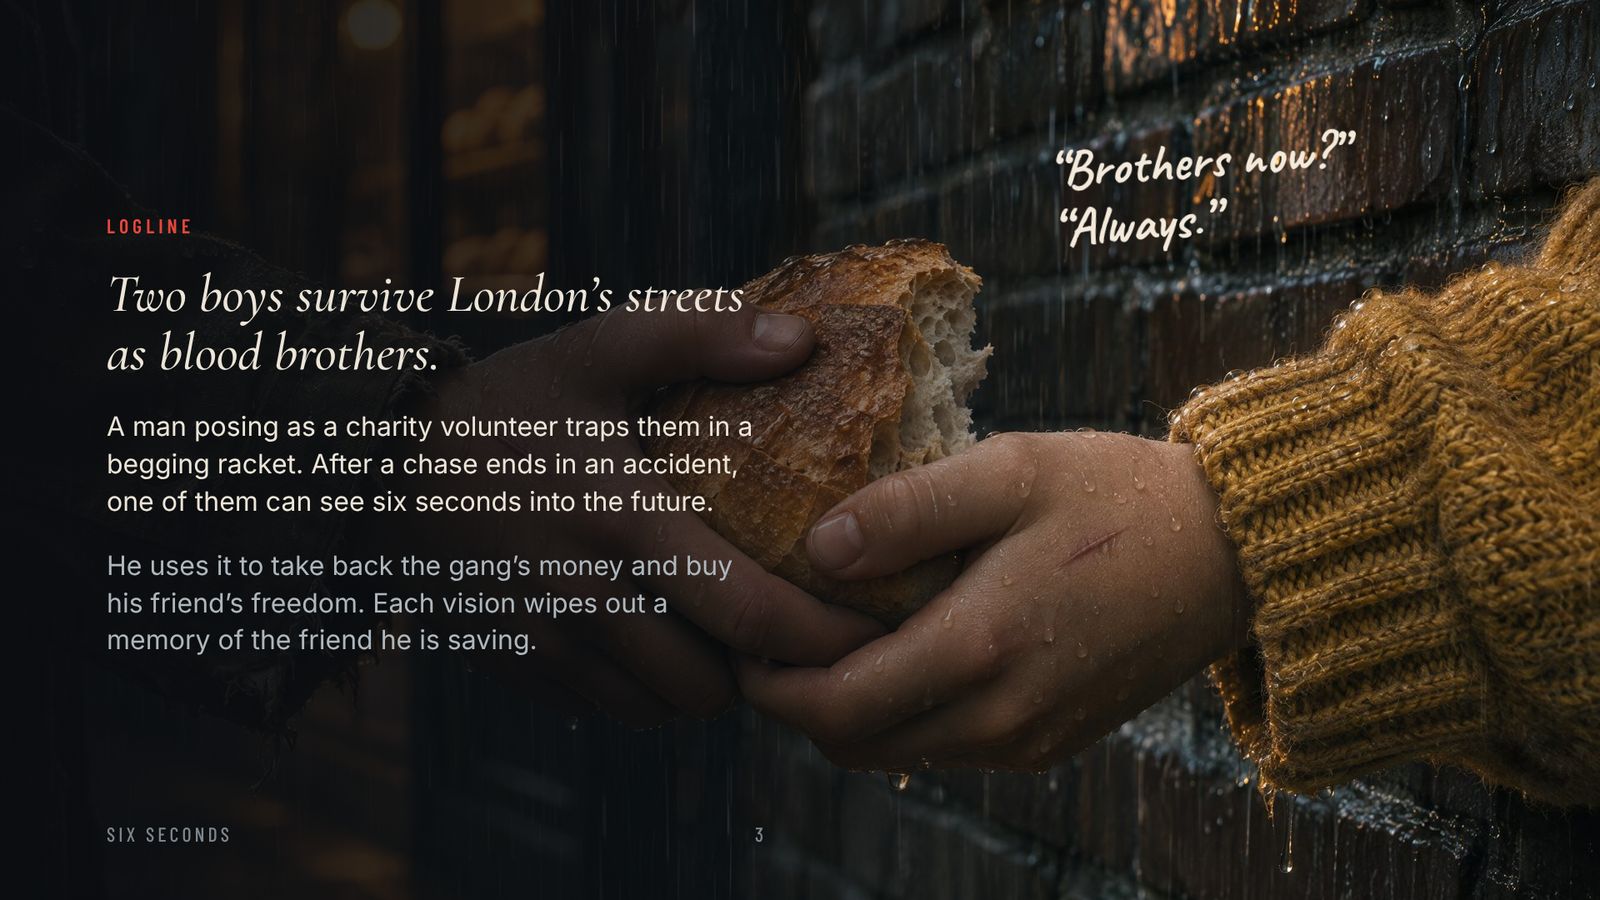 LOGLINE
Two boys survive London’s streets
as blood brothers.
A man posing as a charity volunteer traps them in a
begging racket. After a chase ends in an accident,
one of them can see six seconds into the future.
He uses it to take back the gang’s money and buy
his friend’s freedom. Each vision wipes out a
memory of the friend he is saving.
“Brothers now?”
“Always.”
SIX SECONDS
3